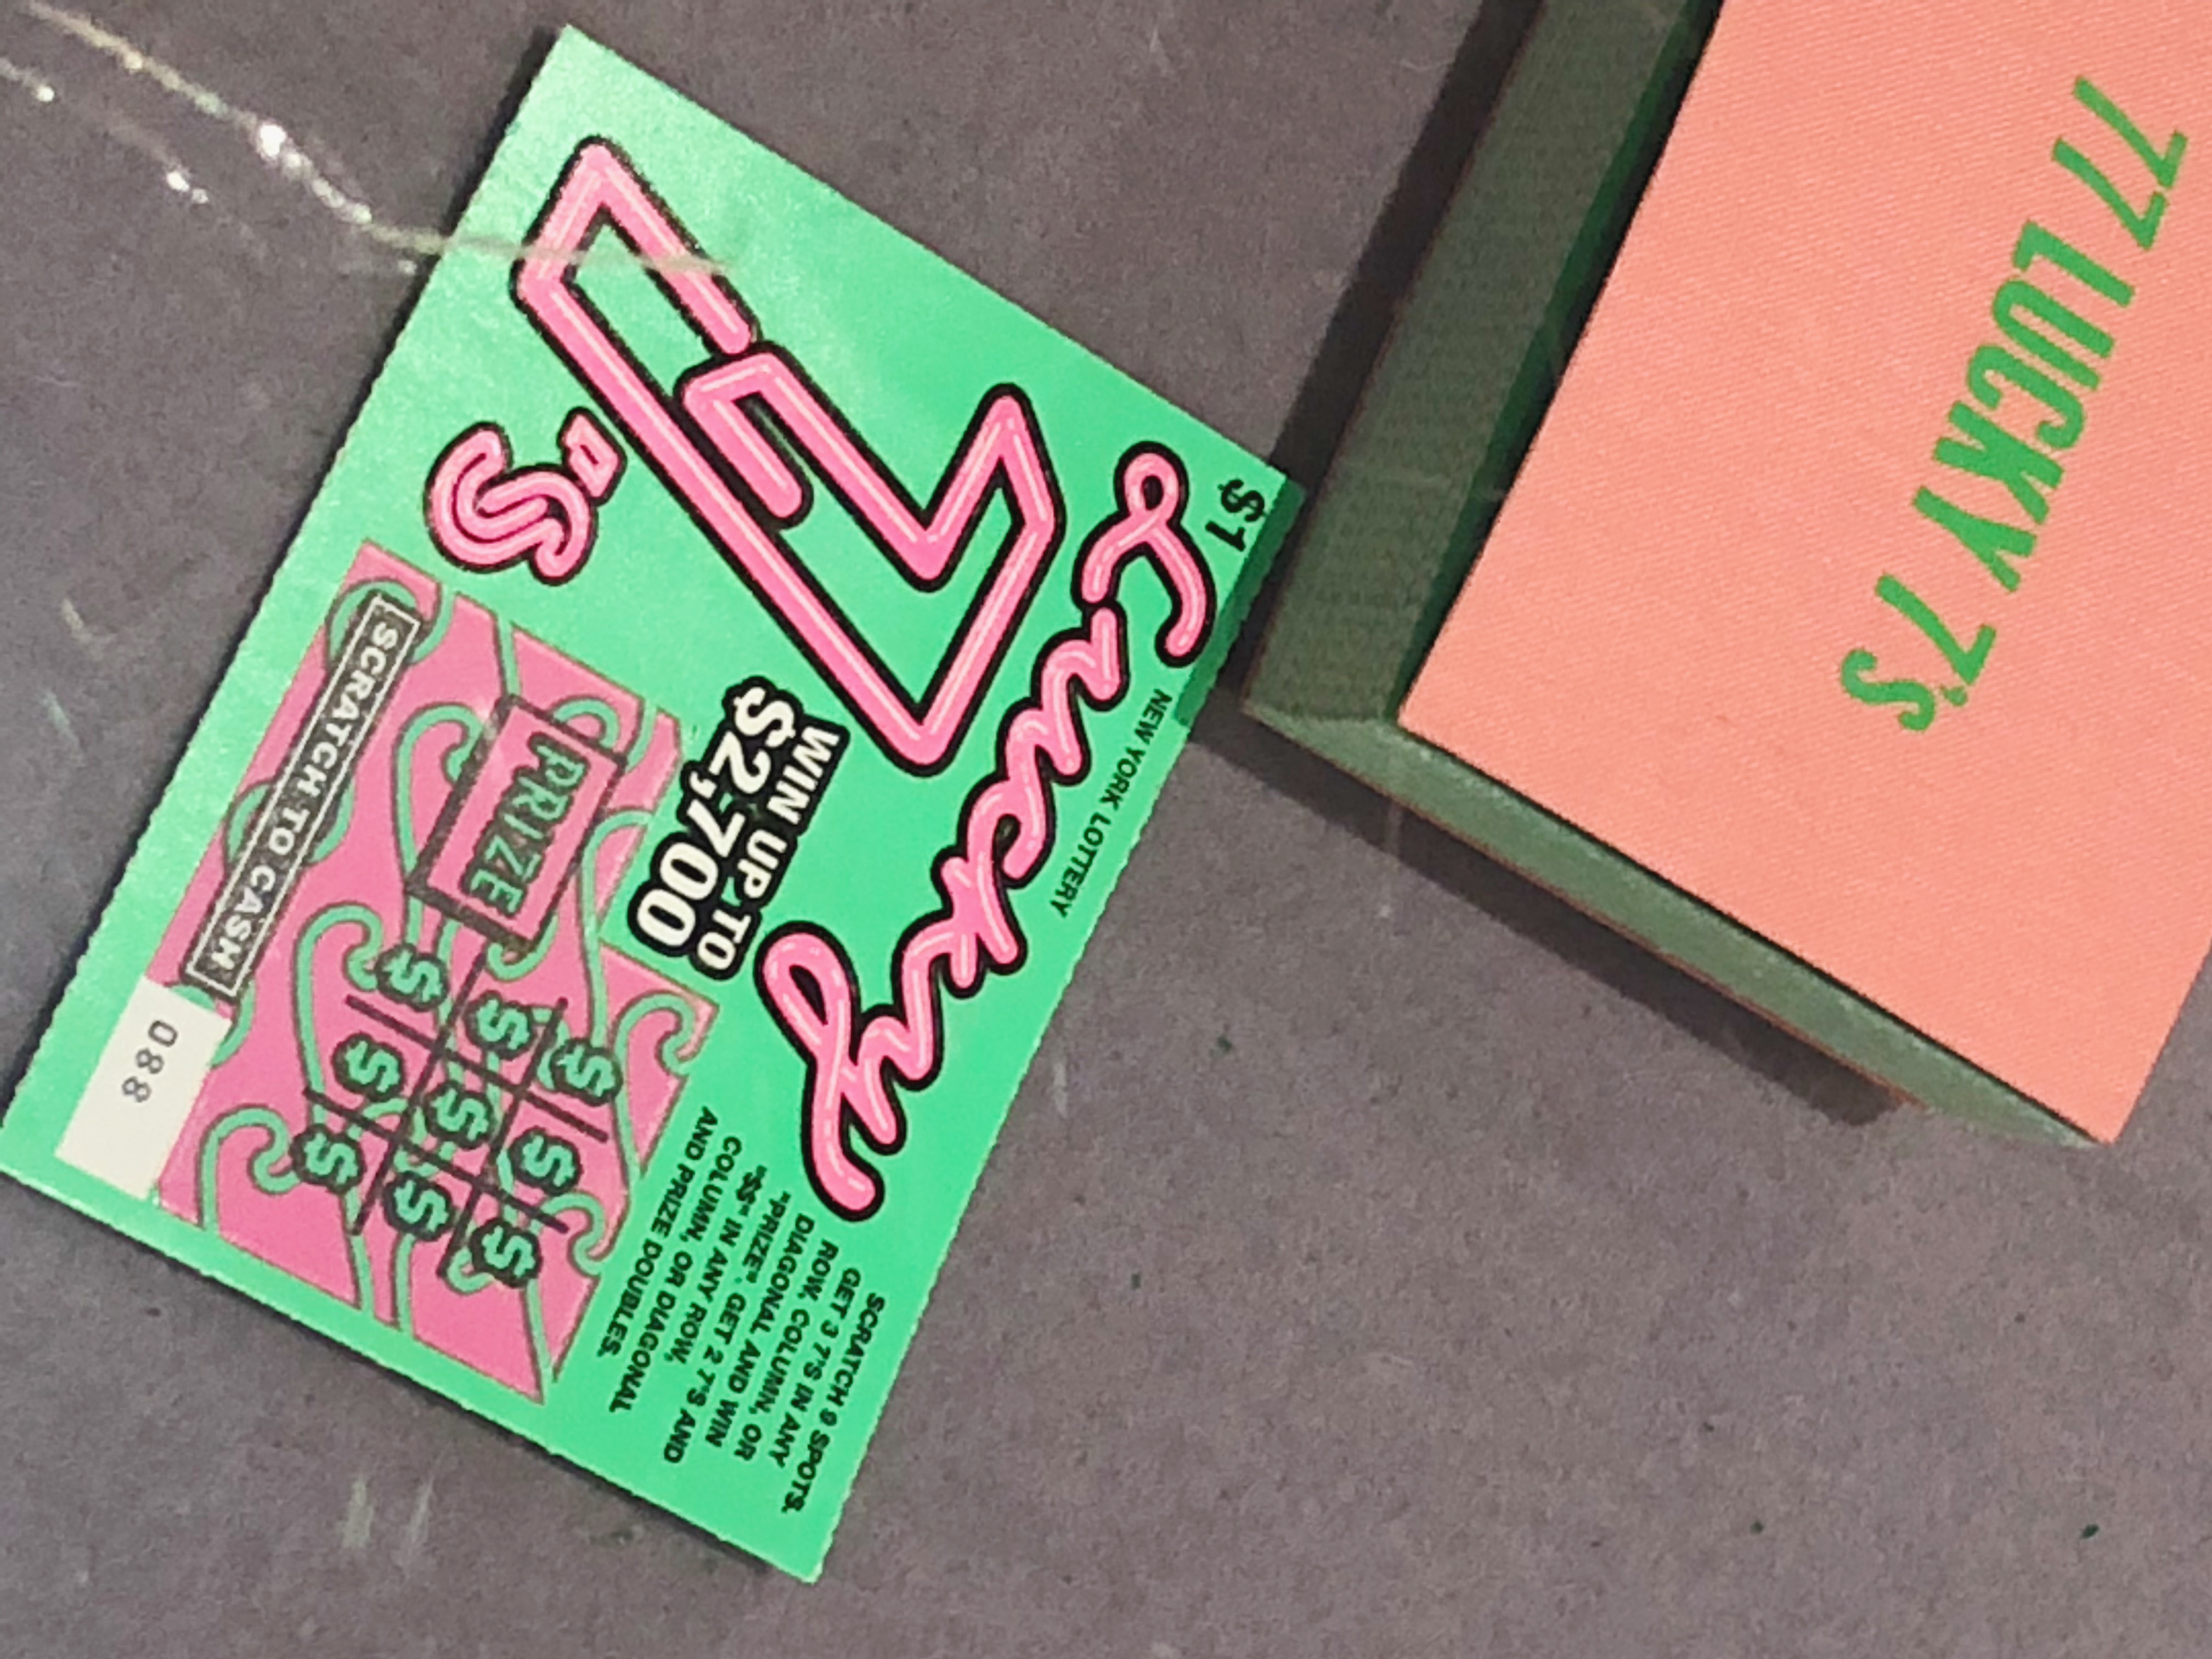 $1
NEW YORK LOTTERY
Lucky
7's
WIN UP TO
$2,700
SCRATCH 9 SPOTS.
GET 3 7'S IN ANY
ROW, COLUMN, OR
DIAGONAL AND WIN
"PRIZE". GET 2 7'S AND
"$$" IN ANY ROW,
COLUMN, OR DIAGONAL
AND PRIZE DOUBLES.
PRIZE
$ $ $
$ $ $
$ $ $
SCRATCH TO CASH
088
77 LUCKY 7's